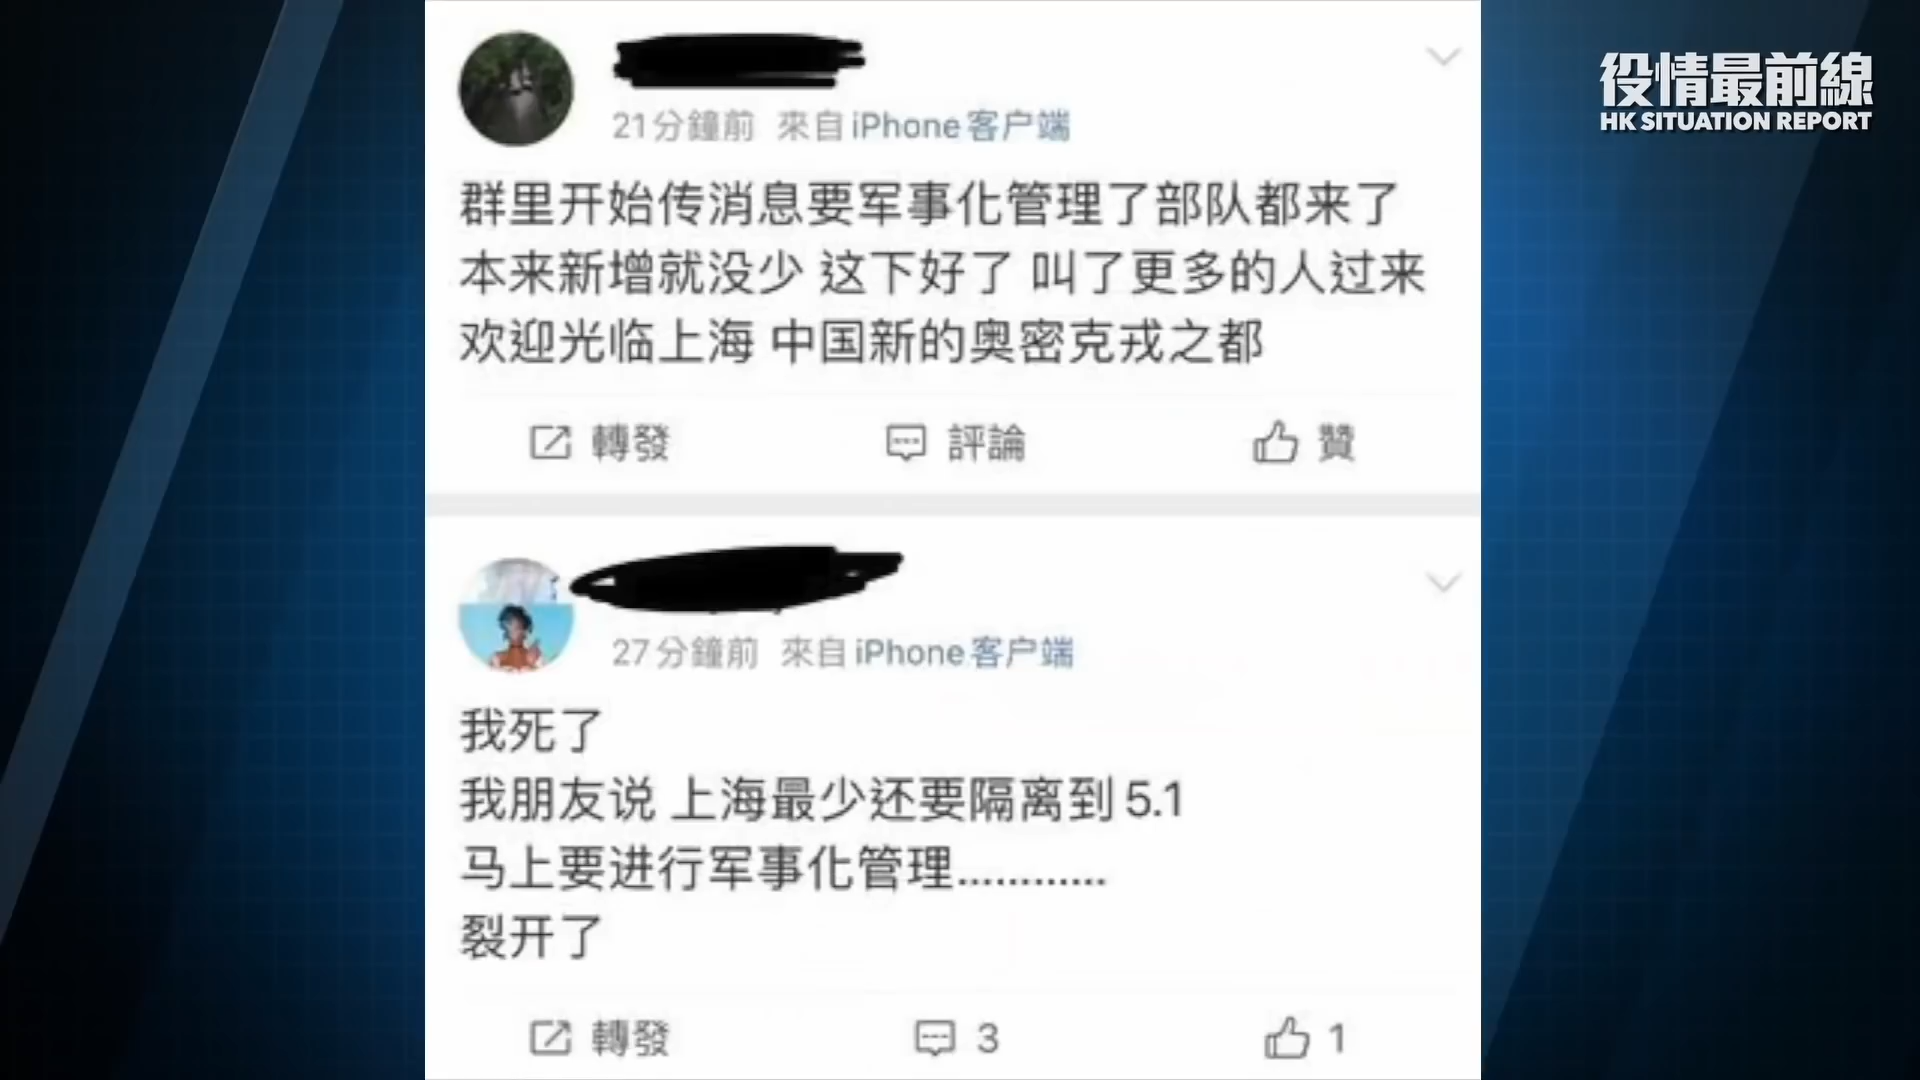 役情最前線
HK SITUATION REPORT
21分鐘前 來自iPhone客户端
群里开始传消息要军事化管理了部队都来了
本来新增就没少 这下好了 叫了更多的人过来
欢迎光临上海 中国新的奥密克戎之都
轉發 評論 贊
27分鐘前 來自iPhone客户端
我死了
我朋友说 上海最少还要隔离到 5.1
马上要进行军事化管理…………
裂开了
轉發 3 1